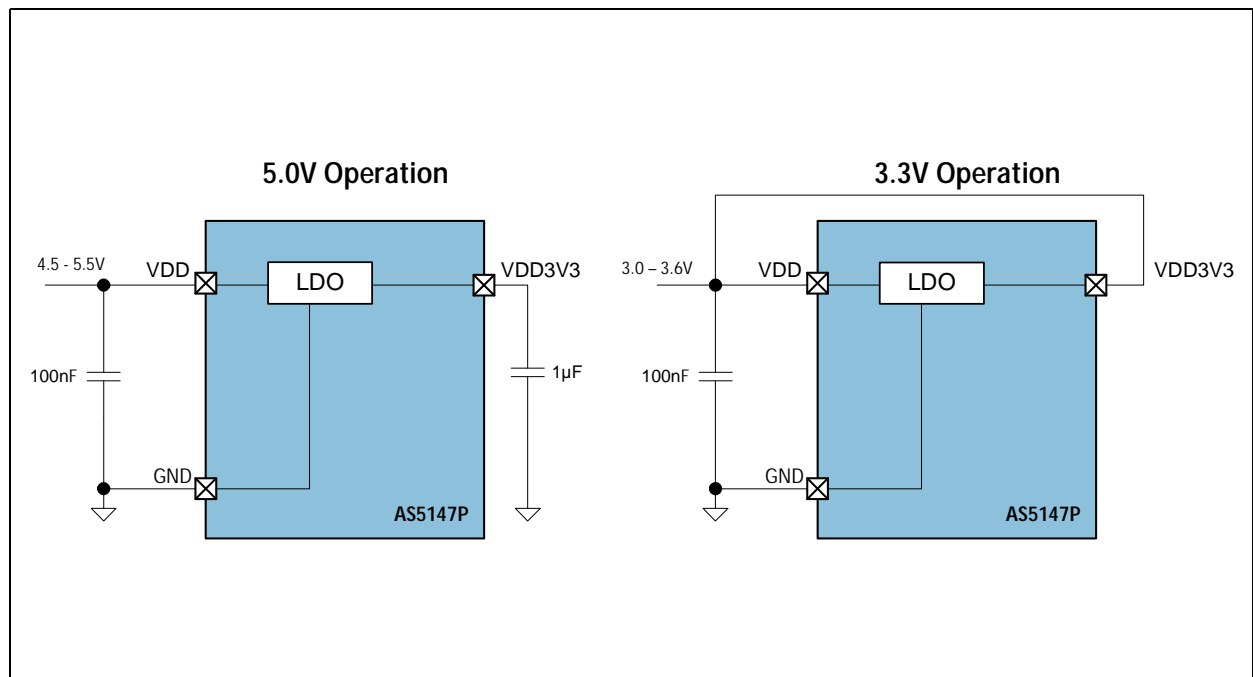 5.0V Operation
4.5 - 5.5V
VDD
LDO
VDD3V3
100nF
1µF
GND
AS5147P
3.3V Operation
3.0 – 3.6V
VDD
LDO
VDD3V3
100nF
GND
AS5147P